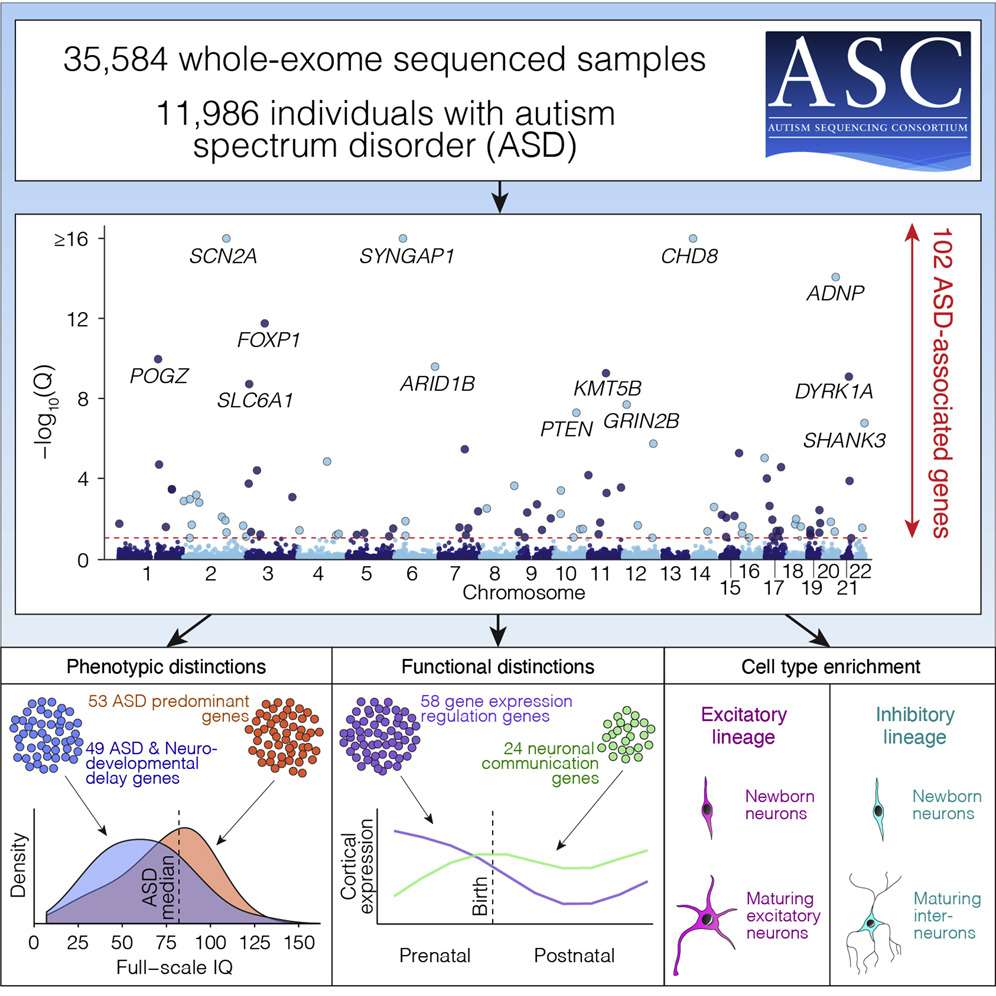 35,584 whole-exome sequenced samples
11,986 individuals with autism
spectrum disorder (ASD)
ASC
AUTISM SEQUENCING CONSORTIUM
102 ASD-associated genes
−log10(Q)
≥16
12
8
4
0
SCN2A
SYNGAP1
CHD8
ADNP
FOXP1
POGZ
SLC6A1
ARID1B
KMT5B
DYRK1A
PTEN
GRIN2B
SHANK3
1 2 3 4 5 6 7 8 9 10 11 12 13 14 15 16 17 18 19 20 21 22
Chromosome
Phenotypic distinctions
53 ASD predominant
genes
49 ASD & Neuro-
developmental
delay genes
Density
ASD
median
0 25 50 75 100 125 150
Full−scale IQ
Functional distinctions
58 gene expression
regulation genes
24 neuronal
communication
genes
Cortical
expression
Birth
Prenatal
Postnatal
Cell type enrichment
Excitatory
lineage
Newborn
neurons
Maturing
excitatory
neurons
Inhibitory
lineage
Newborn
neurons
Maturing
inter-
neurons